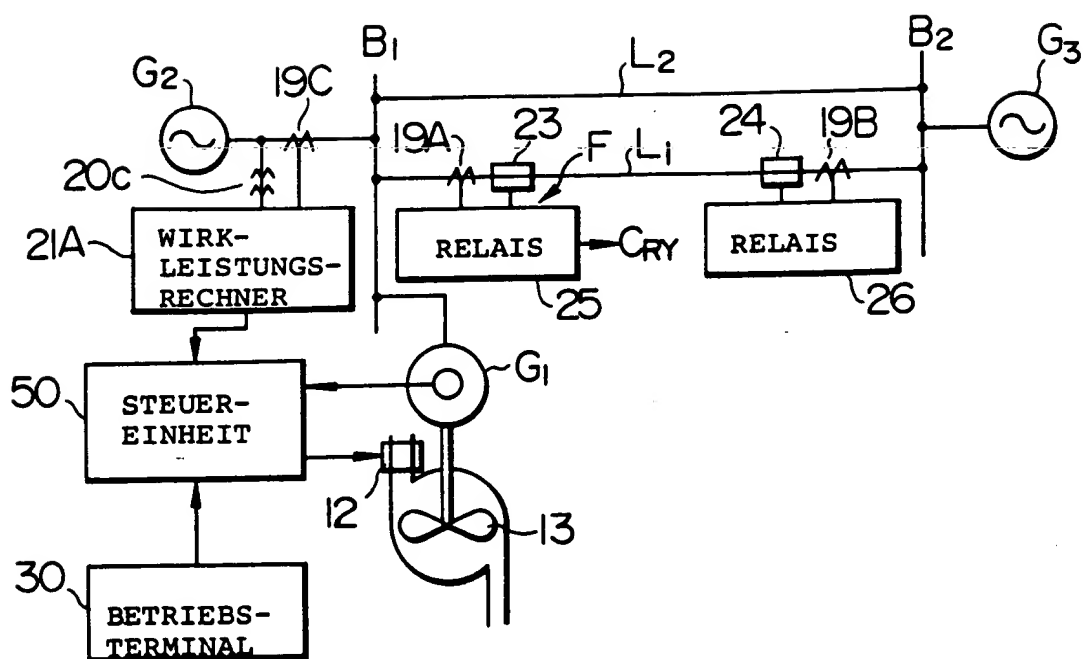 B1
B2
G3
G2
19C
L2
23
24
19B
19A
F
L1
20c
21A
WIRK-
LEISTUNGS-
RECHNER
RELAIS
CRY
RELAIS
25
26
G1
50
STEUER-
EINHEIT
12
13
30
BETRIEBS-
TERMINAL